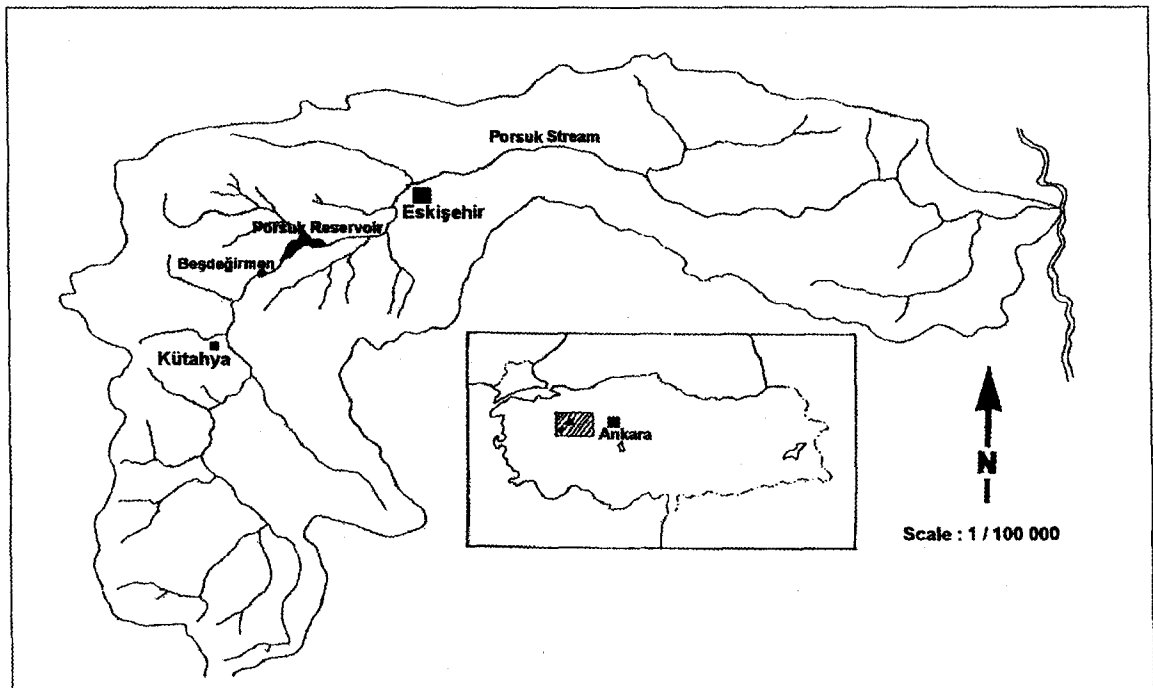 Porsuk Stream
Eskişehir
Porsuk Reservoir
Beşdeğirmen
Kütahya
Ankara
N
Scale : 1 / 100 000